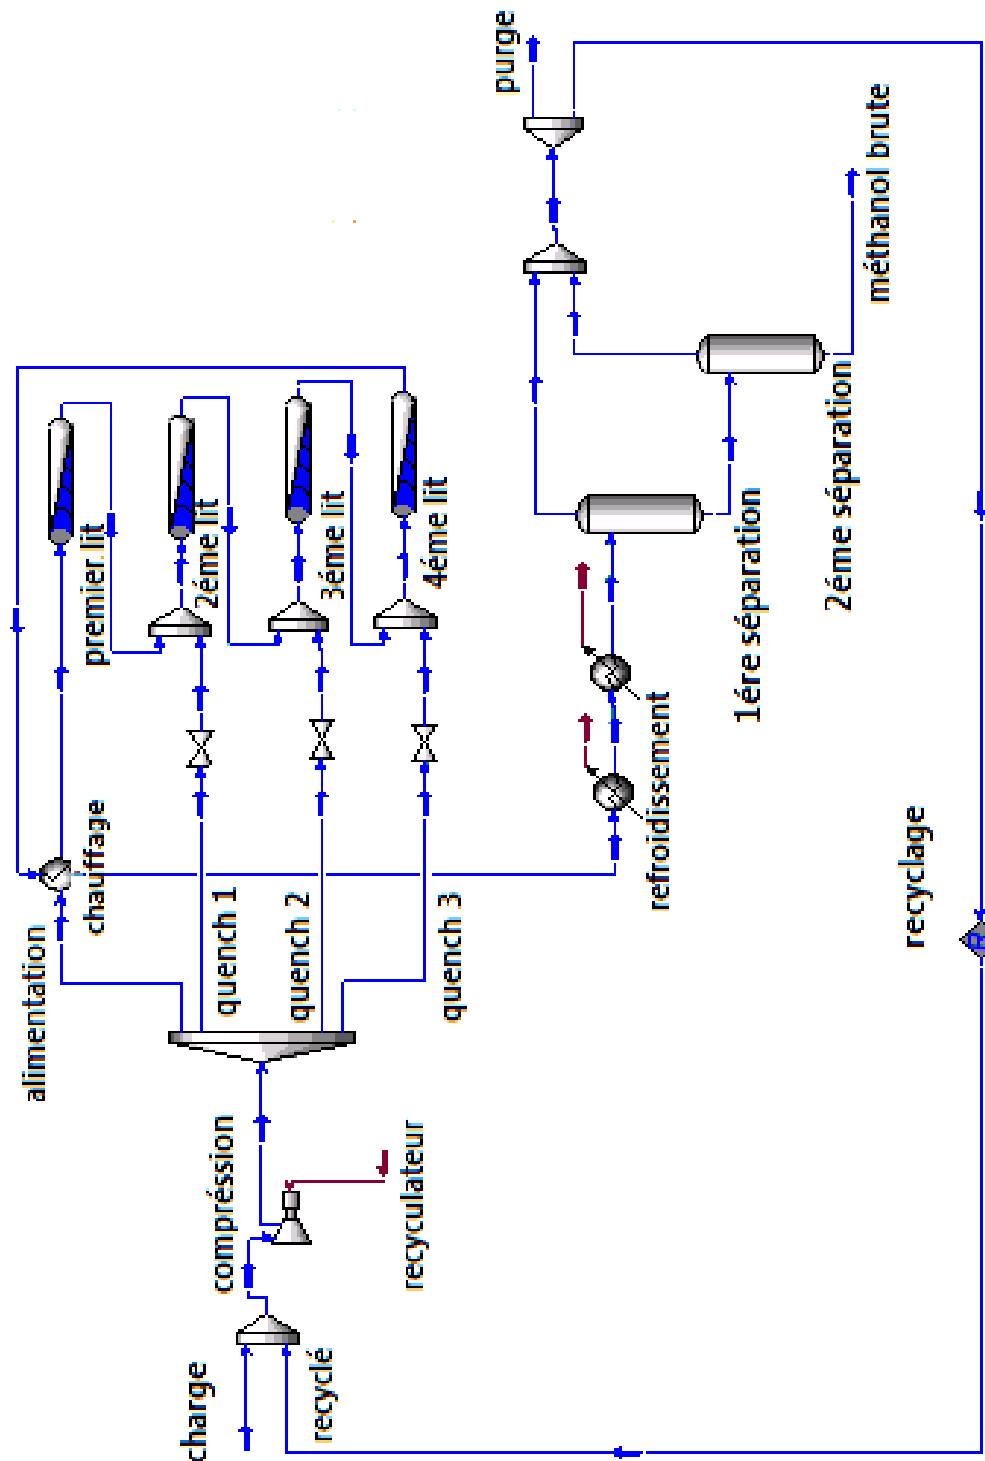 alimentation
chauffage
premier lit
2éme lit
3éme lit
4éme lit
quench 1
quench 2
quench 3
charge
recyclé
compréssion
recyculateur
refroidissement
1ére séparation
2éme séparation
purge
méthanol brute
recyclage
R